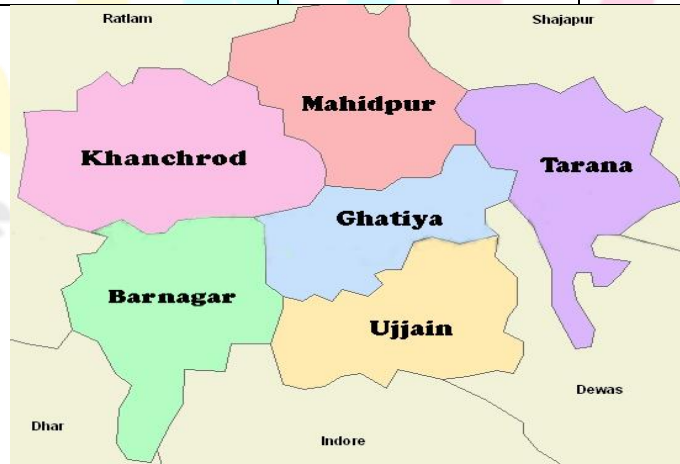 Ratlam
Shajapur
Mahidpur
Khanchrod
Tarana
Ghatiya
Barnagar
Ujjain
Dewas
Dhar
Indore